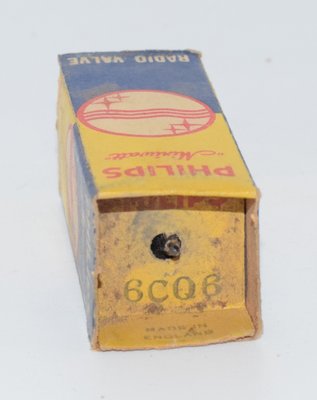 RADIO VALVE
"Miniwatt"
PHILIPS
6CQ6
MADE IN
ENGLAND